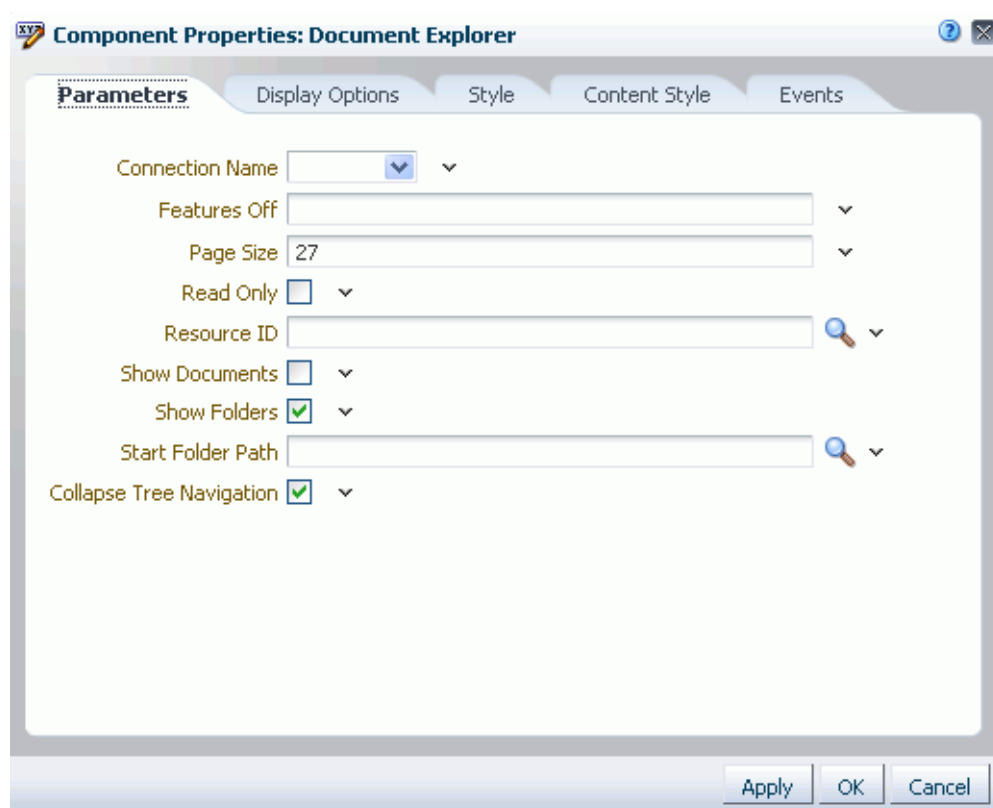 Component Properties: Document Explorer
Parameters Display Options Style Content Style Events
Connection Name
Features Off
Page Size 27
Read Only
Resource ID
Show Documents
Show Folders
Start Folder Path
Collapse Tree Navigation
Apply OK Cancel